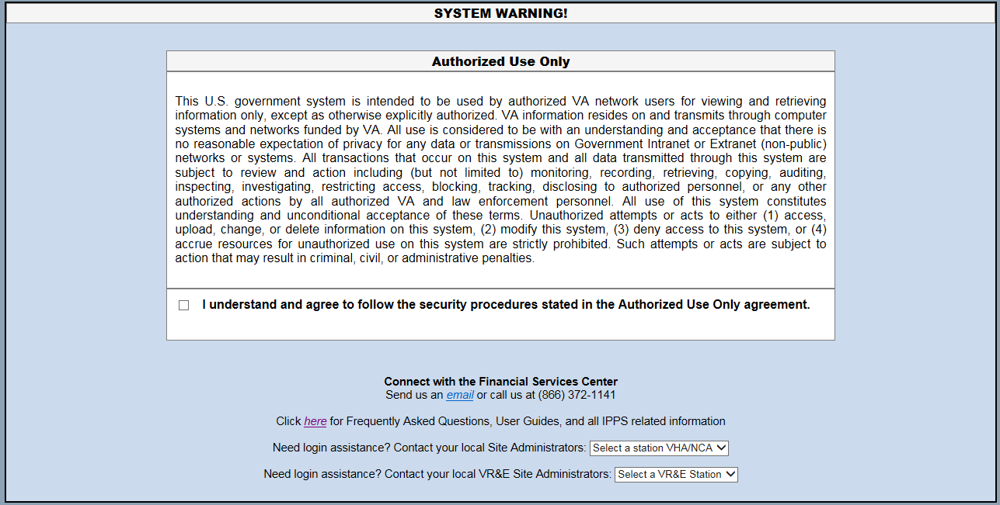 SYSTEM WARNING!
Authorized Use Only
This U.S. government system is intended to be used by authorized VA network users for viewing and retrieving
information only, except as otherwise explicitly authorized. VA information resides on and transmits through computer
systems and networks funded by VA. All use is considered to be with an understanding and acceptance that there is
no reasonable expectation of privacy for any data or transmissions on Government Intranet or Extranet (non-public)
networks or systems. All transactions that occur on this system and all data transmitted through this system are
subject to review and action including (but not limited to) monitoring, recording, retrieving, copying, auditing,
inspecting, investigating, restricting access, blocking, tracking, disclosing to authorized personnel, or any other
authorized actions by all authorized VA and law enforcement personnel. All use of this system constitutes
understanding and unconditional acceptance of these terms. Unauthorized attempts or acts to either (1) access,
upload, change, or delete information on this system, (2) modify this system, (3) deny access to this system, or (4)
accrue resources for unauthorized use on this system are strictly prohibited. Such attempts or acts are subject to
action that may result in criminal, civil, or administrative penalties.
I understand and agree to follow the security procedures stated in the Authorized Use Only agreement.
Connect with the Financial Services Center
Send us an email or call us at (866) 372-1141
Click here for Frequently Asked Questions, User Guides, and all IPPS related information
Need login assistance? Contact your local Site Administrators: Select a station VHA/NCA
Need login assistance? Contact your local VR&E Site Administrators: Select a VR&E Station